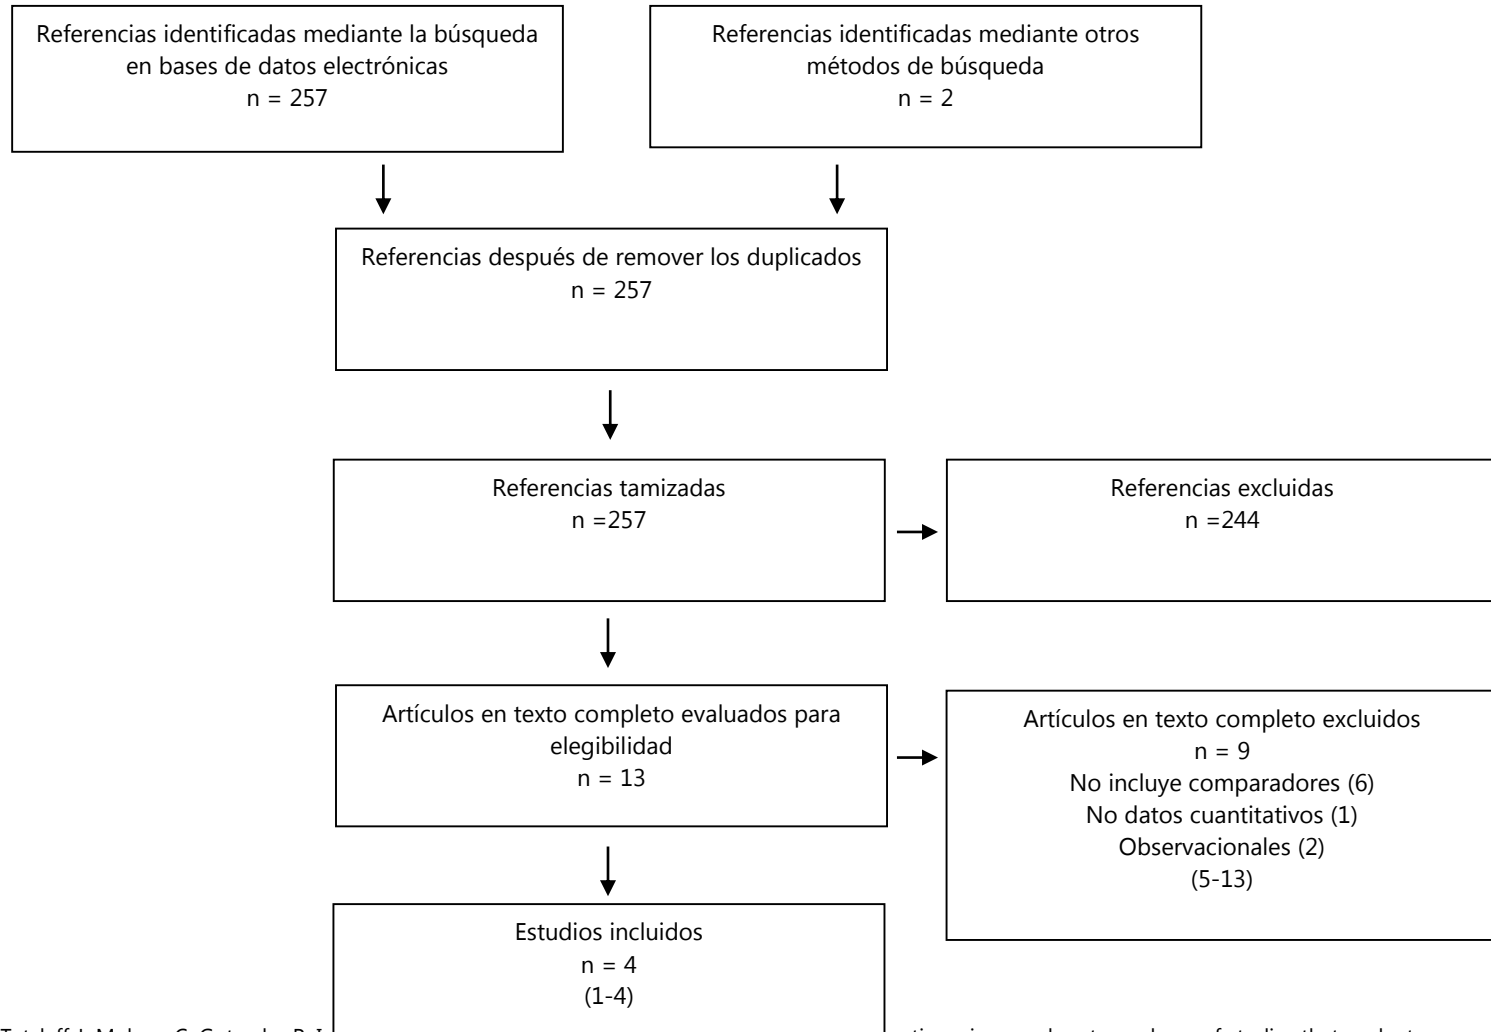 Referencias identificadas mediante la búsqueda
en bases de datos electrónicas
n = 257
Referencias identificadas mediante otros
métodos de búsqueda
n = 2
Referencias después de remover los duplicados
n = 257
Referencias tamizadas
n =257
Referencias excluidas
n =244
Artículos en texto completo evaluados para
elegibilidad
n = 13
Artículos en texto completo excluidos
n = 9
No incluye comparadores (6)
No datos cuantitativos (1)
Observacionales (2)
(5-13)
Estudios incluidos
n = 4
(1-4)